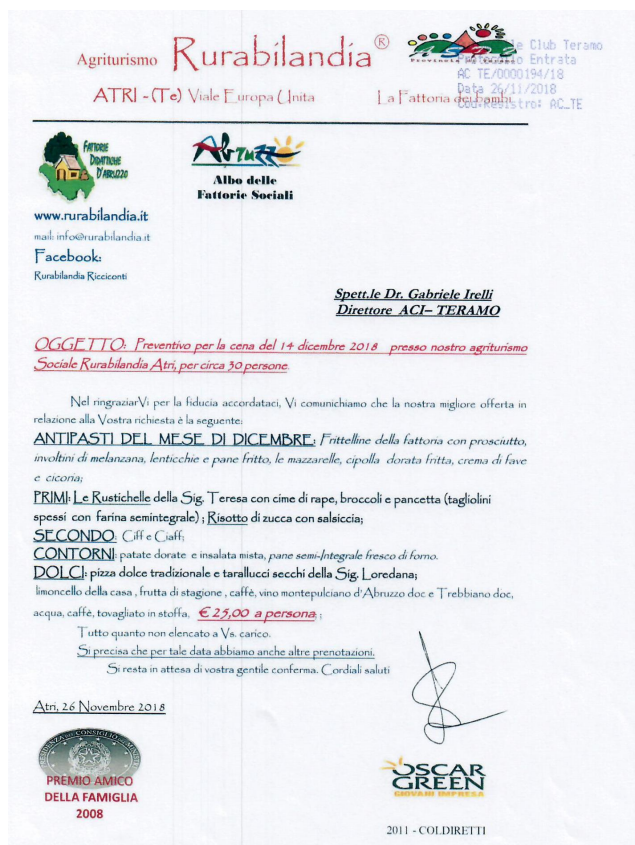 Agriturismo Rurabilandia®
ATRI - (Te) Viale Europa Unita La Fattoria dei bambi
le Club Teramo
Protocollo Entrata
AC TE/0000194/18
Data 26/11/2018
Cod. Registro: AC_TE
FATTORIE
DIDATTICHE
D'ABRUZZO
Abruzzo
Albo delle
Fattorie Sociali
www.rurabilandia.it
mail: info@rurabilandia.it
Facebook:
Rurabilandia Ricciconti
Spett.le Dr. Gabriele Irelli
Direttore ACI– TERAMO
OGGETTO: Preventivo per la cena del 14 dicembre 2018 presso nostro agriturismo
Sociale Rurabilandia Atri, per circa 30 persone.
Nel ringraziarVi per la fiducia accordataci, Vi comunichiamo che la nostra migliore offerta in
relazione alla Vostra richiesta è la seguente:
ANTIPASTI DEL MESE DI DICEMBRE: Frittelline della fattoria con prosciutto,
involtini di melanzana, lenticchie e pane fritto, le mazzarelle, cipolla dorata fritta, crema di fave
e cicoria;
PRIMI: Le Rustichelle della Sig. Teresa con cime di rape, broccoli e pancetta (tagliolini
spessi con farina semintegrale) ; Risotto di zucca con salsiccia;
SECONDO: Ciff e Ciaff;
CONTORNI: patate dorate e insalata mista, pane semi-Integrale fresco di forno.
DOLCI: pizza dolce tradizionale e tarallucci secchi della Sig. Loredana;
limoncello della casa , frutta di stagione , caffè, vino montepulciano d'Abruzzo doc e Trebbiano doc,
acqua, caffè, tovagliato in stoffa. € 25,00 a persona ;
Tutto quanto non elencato a Vs. carico.
Si precisa che per tale data abbiamo anche altre prenotazioni.
Si resta in attesa di vostra gentile conferma. Cordiali saluti
Atri, 26 Novembre 2018
PREMIO AMICO
DELLA FAMIGLIA
2008
OSCAR
GREEN
GIOVANI IMPRESA
2011 - COLDIRETTI